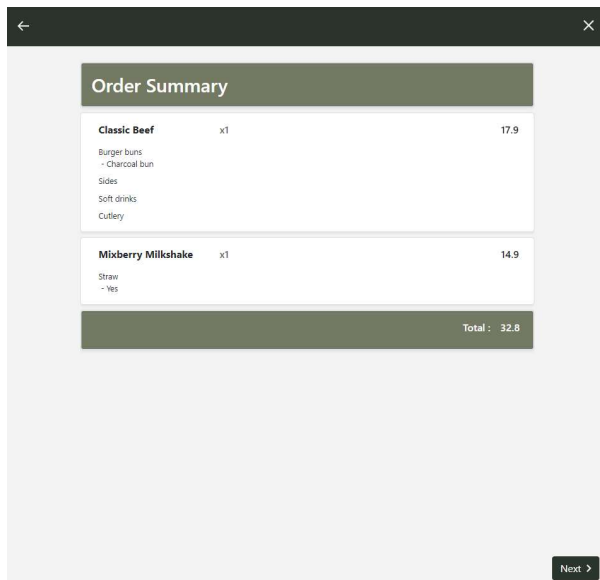 Order Summary
Classic Beef x1 17.9
Burger buns
- Charcoal bun
Sides
Soft drinks
Cutlery
Mixberry Milkshake x1 14.9
Straw
- Yes
Total : 32.8
Next